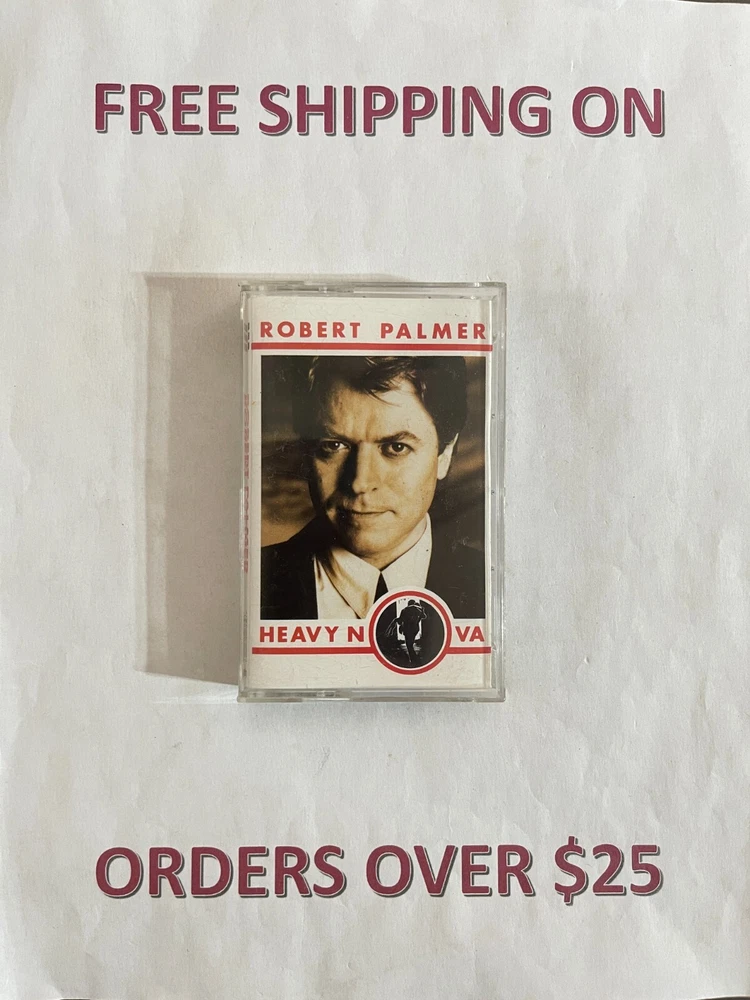 FREE SHIPPING ON
ROBERT PALMER
HEAVY N VA
ORDERS OVER $25